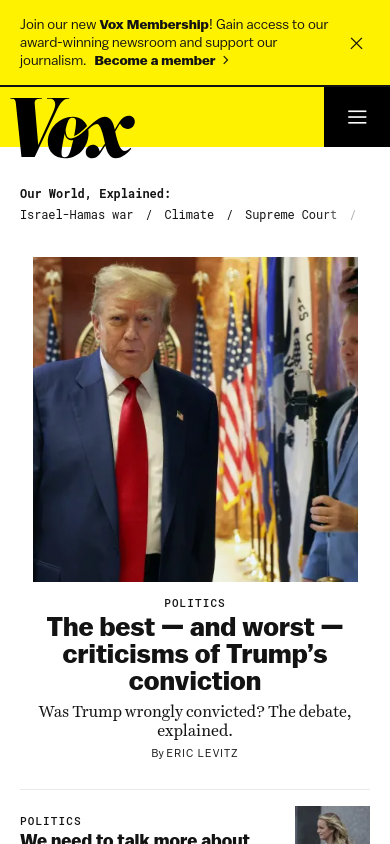 Join our new Vox Membership! Gain access to our
award-winning newsroom and support our
journalism. Become a member
Vox
Our World, Explained:
Israel-Hamas war / Climate / Supreme Court /
POLITICS
The best — and worst —
criticisms of Trump’s
conviction
Was Trump wrongly convicted? The debate,
explained.
By ERIC LEVITZ
POLITICS
We need to talk more about